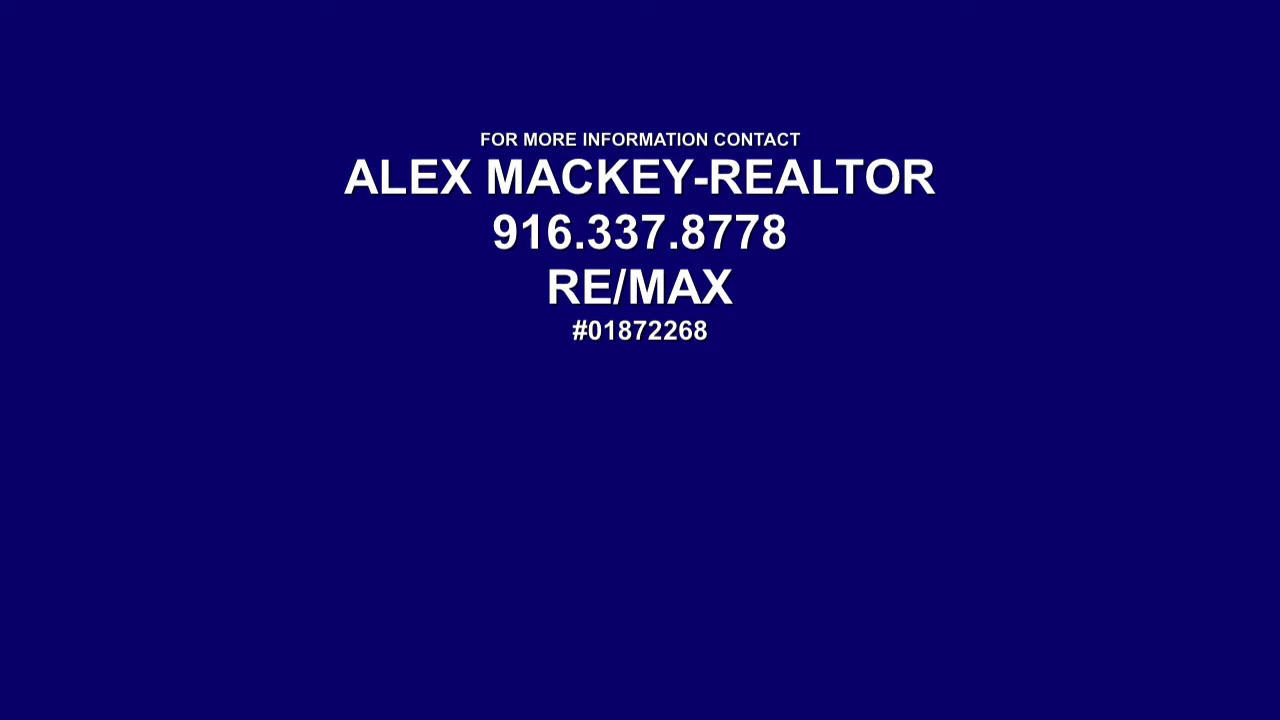 FOR MORE INFORMATION CONTACT
ALEX MACKEY-REALTOR
916.337.8778
RE/MAX
#01872268